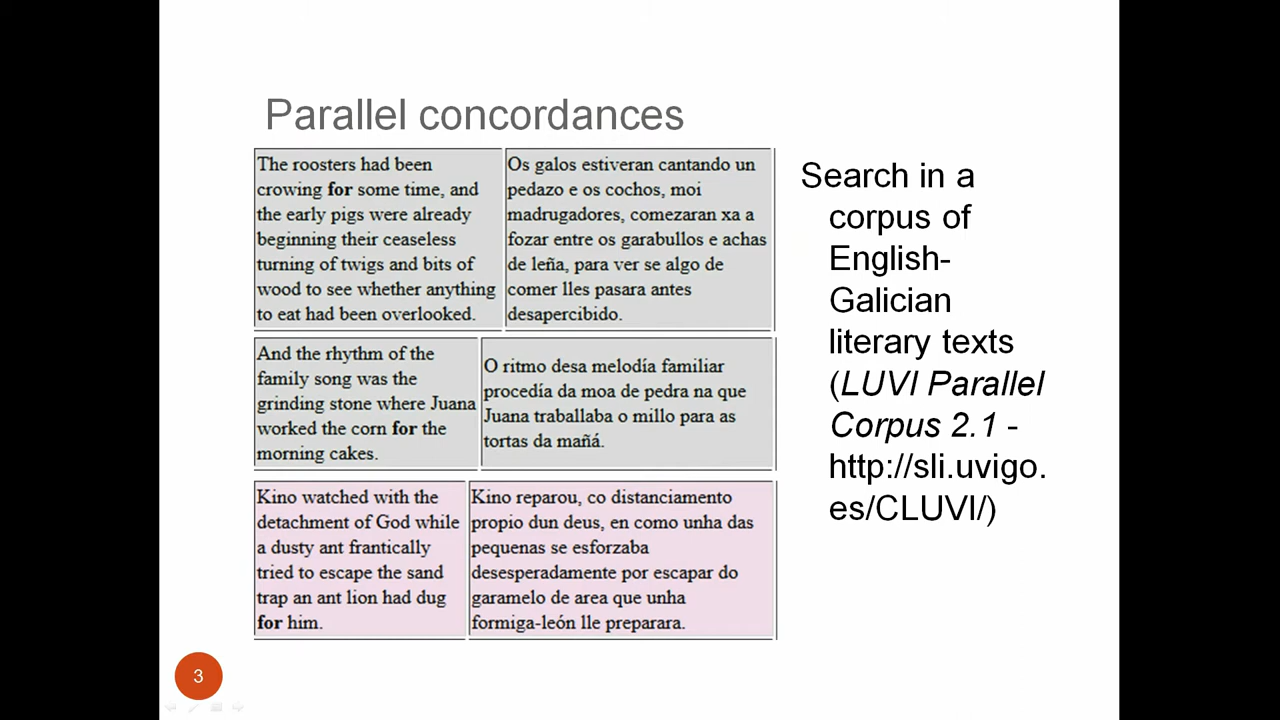 Parallel concordances
The roosters had been
crowing for some time, and
the early pigs were already
beginning their ceaseless
turning of twigs and bits of
wood to see whether anything
to eat had been overlooked.
Os galos estiveran cantando un
pedazo e os cochos, moi
madrugadores, comezaran xa a
fozar entre os garabullos e achas
de leña, para ver se algo de
comer lles pasara antes
desapercibido.
And the rhythm of the
family song was the
grinding stone where Juana
worked the corn for the
morning cakes.
O ritmo desa melodía familiar
procedía da moa de pedra na que
Juana traballaba o millo para as
tortas da mañá.
Kino watched with the
detachment of God while
a dusty ant frantically
tried to escape the sand
trap an ant lion had dug
for him.
Kino reparou, co distanciamento
propio dun deus, en como unha das
pequenas se esforzaba
desesperadamente por escapar do
garamelo de area que unha
formiga-león lle preparara.
Search in a
corpus of
English-
Galician
literary texts
(LUVI Parallel
Corpus 2.1 -
http://sli.uvigo.
es/CLUVI/)
3